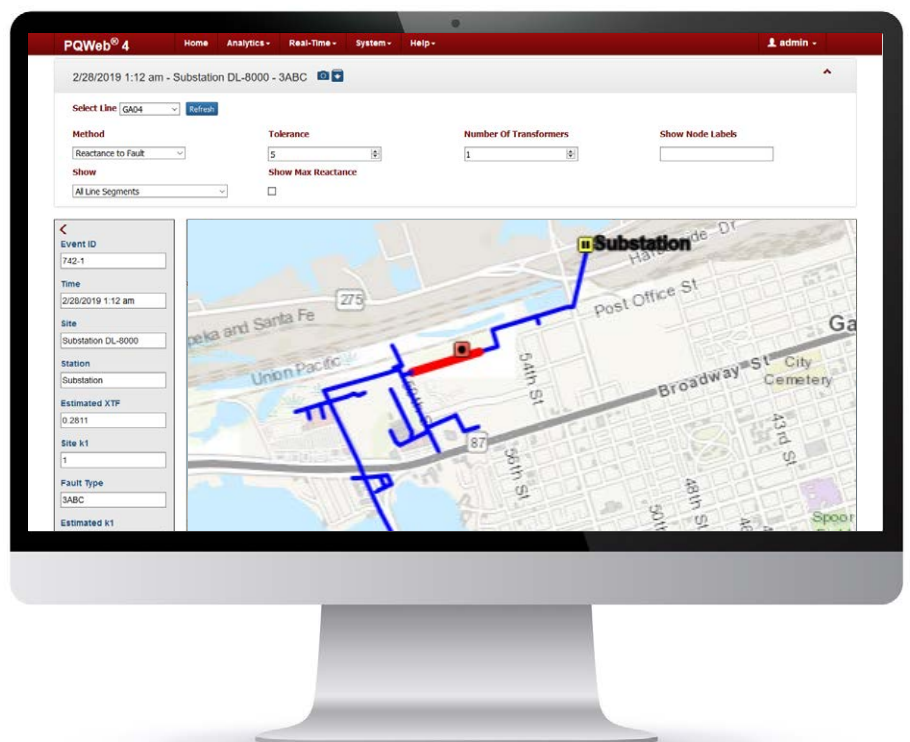 PQWeb® 4 Home Analytics Real-Time System Help admin
2/28/2019 1:12 am - Substation DL-8000 - 3ABC
Select Line GA04 Refresh
Method Tolerance Number Of Transformers Show Node Labels
Reactance to Fault 5 1
Show Show Max Reactance
All Line Segments
Event ID
742-1
Time
2/28/2019 1:12 am
Site
Substation DL-8000
Station
Substation
Estimated XTF
0.2811
Site k1
1
Fault Type
3ABC
Estimated k1
Substation
de Dr
Post Office St
275
peka and Santa Fe
Ga
Union Pacific
54th St
Broadway St
City
Cemetery
59th S
87
56th St
43rd St
48th St
50th
Spoor